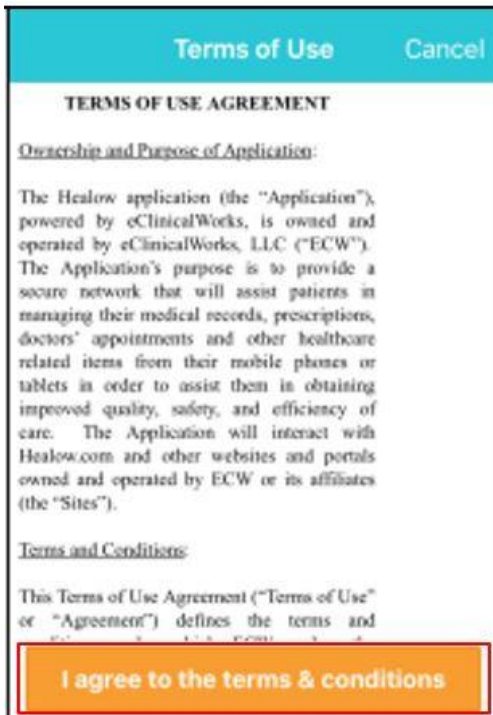 Terms of Use Cancel
TERMS OF USE AGREEMENT
Ownership and Purpose of Application:
The Healow application (the “Application”),
powered by eClinicalWorks, is owned and
operated by eClinicalWorks, LLC (“ECW”).
The Application’s purpose is to provide a
secure network that will assist patients in
managing their medical records, prescriptions,
doctors’ appointments and other healthcare
related items from their mobile phones or
tablets in order to assist them in obtaining
improved quality, safety, and efficiency of
care. The Application will interact with
Healow.com and other websites and portals
owned and operated by ECW or its affiliates
(the “Sites”).
Terms and Conditions:
This Terms of Use Agreement (“Terms of Use”
or “Agreement”) defines the terms and
I agree to the terms & conditions